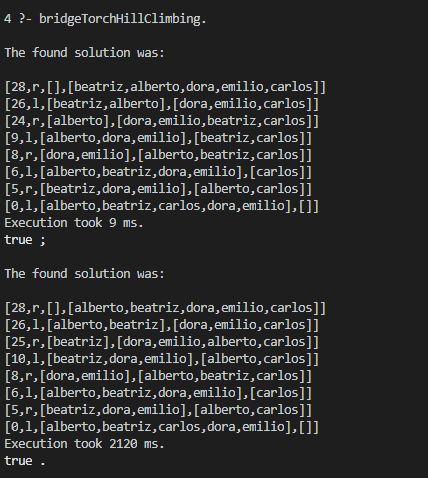 4 ?- bridgeTorchHillClimbing.
The found solution was:
[28,r,[],[beatriz,alberto,dora,emilio,carlos]]
[26,l,[beatriz,alberto],[dora,emilio,carlos]]
[24,r,[alberto],[dora,emilio,beatriz,carlos]]
[9,l,[alberto,dora,emilio],[beatriz,carlos]]
[8,r,[dora,emilio],[alberto,beatriz,carlos]]
[6,l,[alberto,beatriz,dora,emilio],[carlos]]
[5,r,[beatriz,dora,emilio],[alberto,carlos]]
[0,l,[alberto,beatriz,carlos,dora,emilio],[]]
Execution took 9 ms.
true ;
The found solution was:
[28,r,[],[alberto,beatriz,dora,emilio,carlos]]
[26,l,[alberto,beatriz],[dora,emilio,carlos]]
[25,r,[beatriz],[dora,emilio,alberto,carlos]]
[10,l,[beatriz,dora,emilio],[alberto,carlos]]
[8,r,[dora,emilio],[alberto,beatriz,carlos]]
[6,l,[alberto,beatriz,dora,emilio],[carlos]]
[5,r,[beatriz,dora,emilio],[alberto,carlos]]
[0,l,[alberto,beatriz,carlos,dora,emilio],[]]
Execution took 2120 ms.
true .